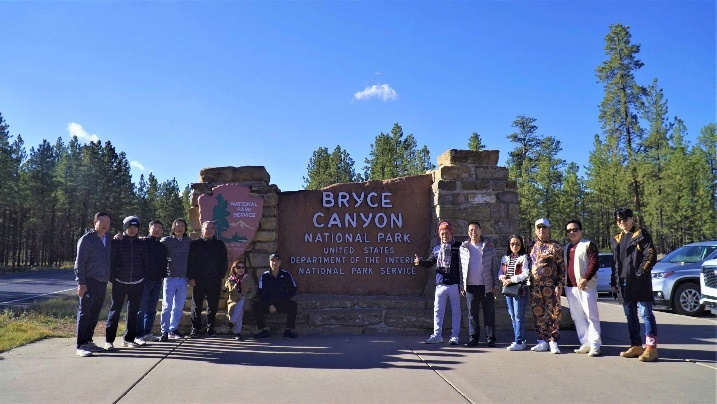 NATIONAL
PARK
SERVICE
BRYCE
CANYON
NATIONAL PARK
UNITED STATES
DEPARTMENT OF THE INTERIOR
NATIONAL PARK SERVICE